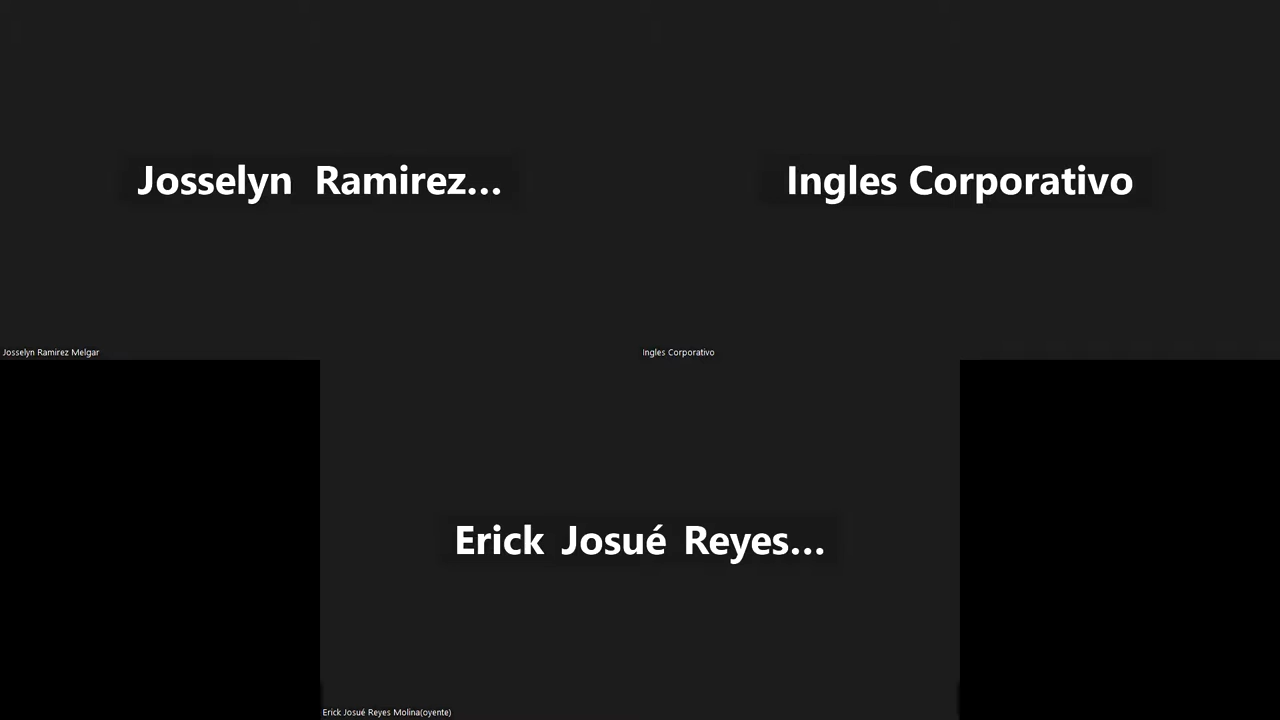 Josselyn Ramirez...
Ingles Corporativo
Josselyn Ramirez Melgar
Ingles Corporativo
Erick Josué Reyes...
Erick Josué Reyes Molina(oyente)